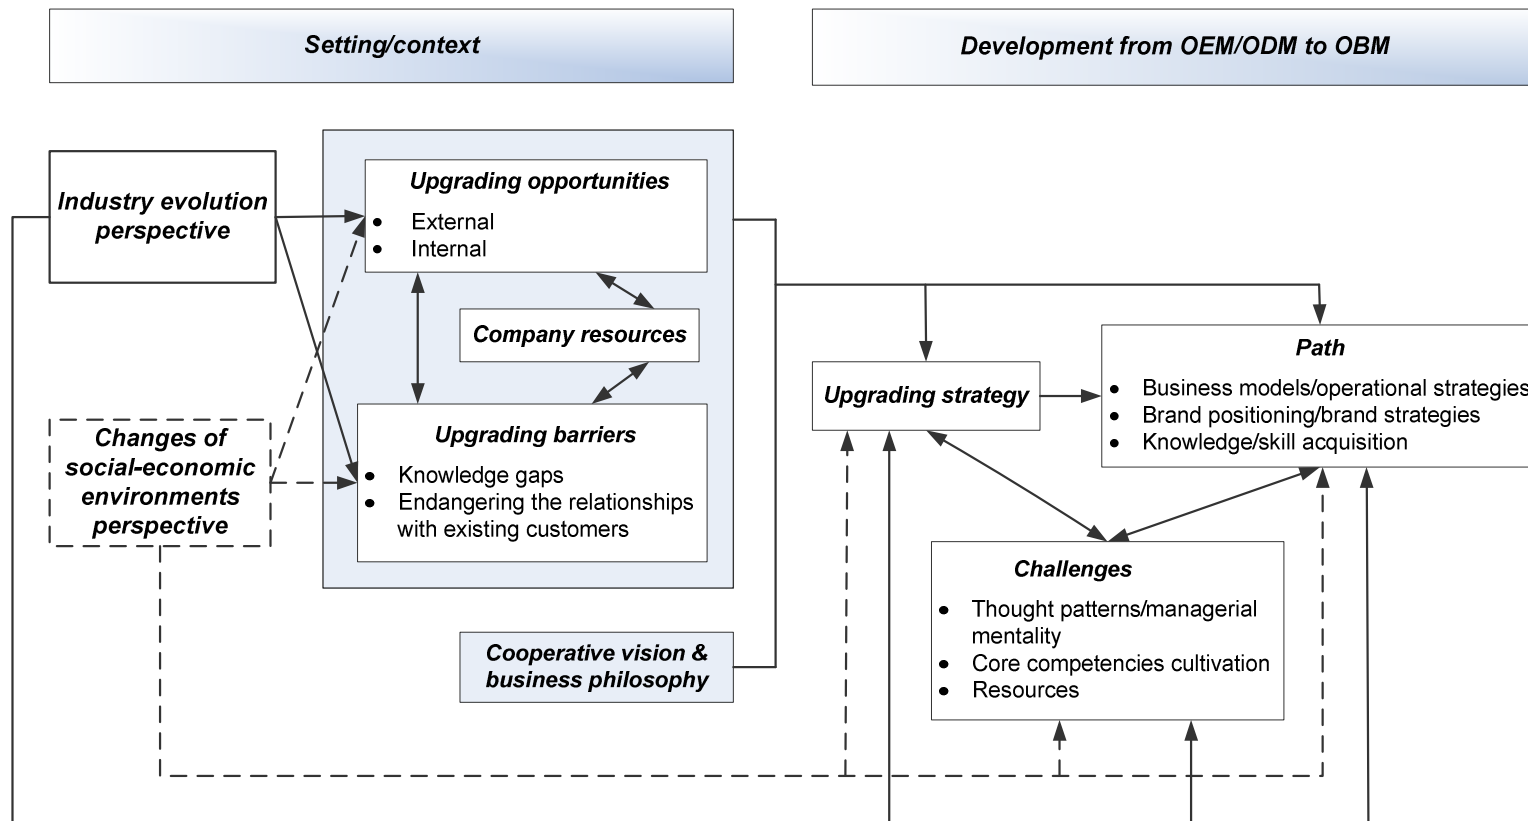 Setting/context
Development from OEM/ODM to OBM
Industry evolution
perspective
Upgrading opportunities
● External
● Internal
Company resources
Changes of
social-economic
environments
perspective
Upgrading barriers
● Knowledge gaps
● Endangering the relationships
with existing customers
Cooperative vision &
business philosophy
Upgrading strategy
Path
● Business models/operational strategies
● Brand positioning/brand strategies
● Knowledge/skill acquisition
Challenges
● Thought patterns/managerial
mentality
● Core competencies cultivation
● Resources